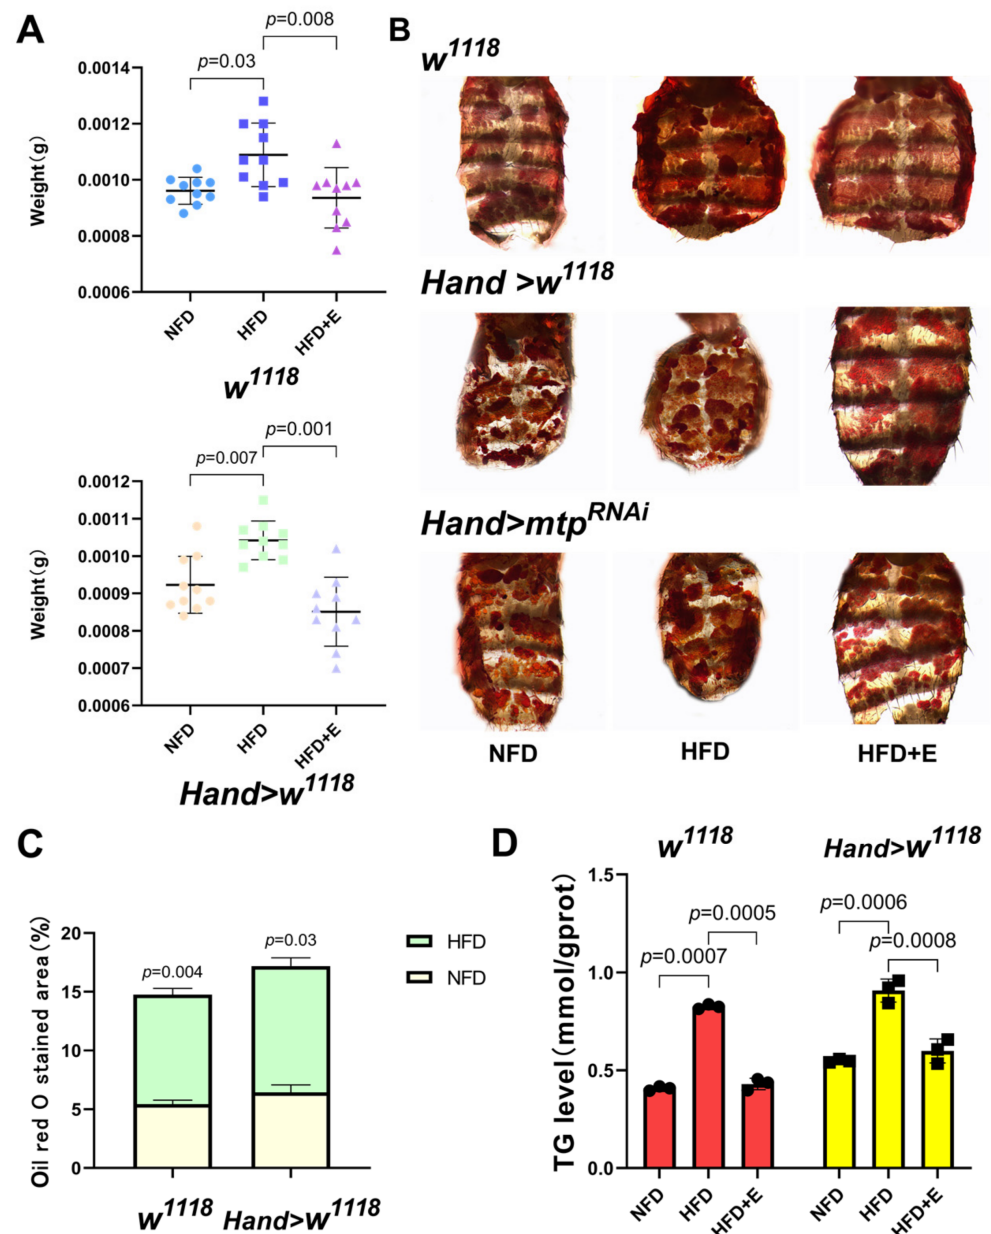 A
p=0.008
p=0.03
Weight(g)
0.0014
0.0012
0.0010
0.0008
0.0006
NFD
HFD
HFD+E
w1118
p=0.001
p=0.007
Weight(g)
0.0012
0.0011
0.0010
0.0009
0.0008
0.0007
0.0006
NFD
HFD
HFD+E
Hand>w1118
B
w1118
Hand >w1118
Hand>mtpRNAi
NFD
HFD
HFD+E
C
Oil red O stained area(%)
20
15
10
5
0
p=0.004
p=0.03
HFD
NFD
w1118
Hand>w1118
D
w1118
Hand>w1118
TG level(mmol/gprot)
1.5
1.0
0.5
0.0
p=0.0007
p=0.0005
p=0.0006
p=0.0008
NFD
HFD
HFD+E
NFD
HFD
HFD+E